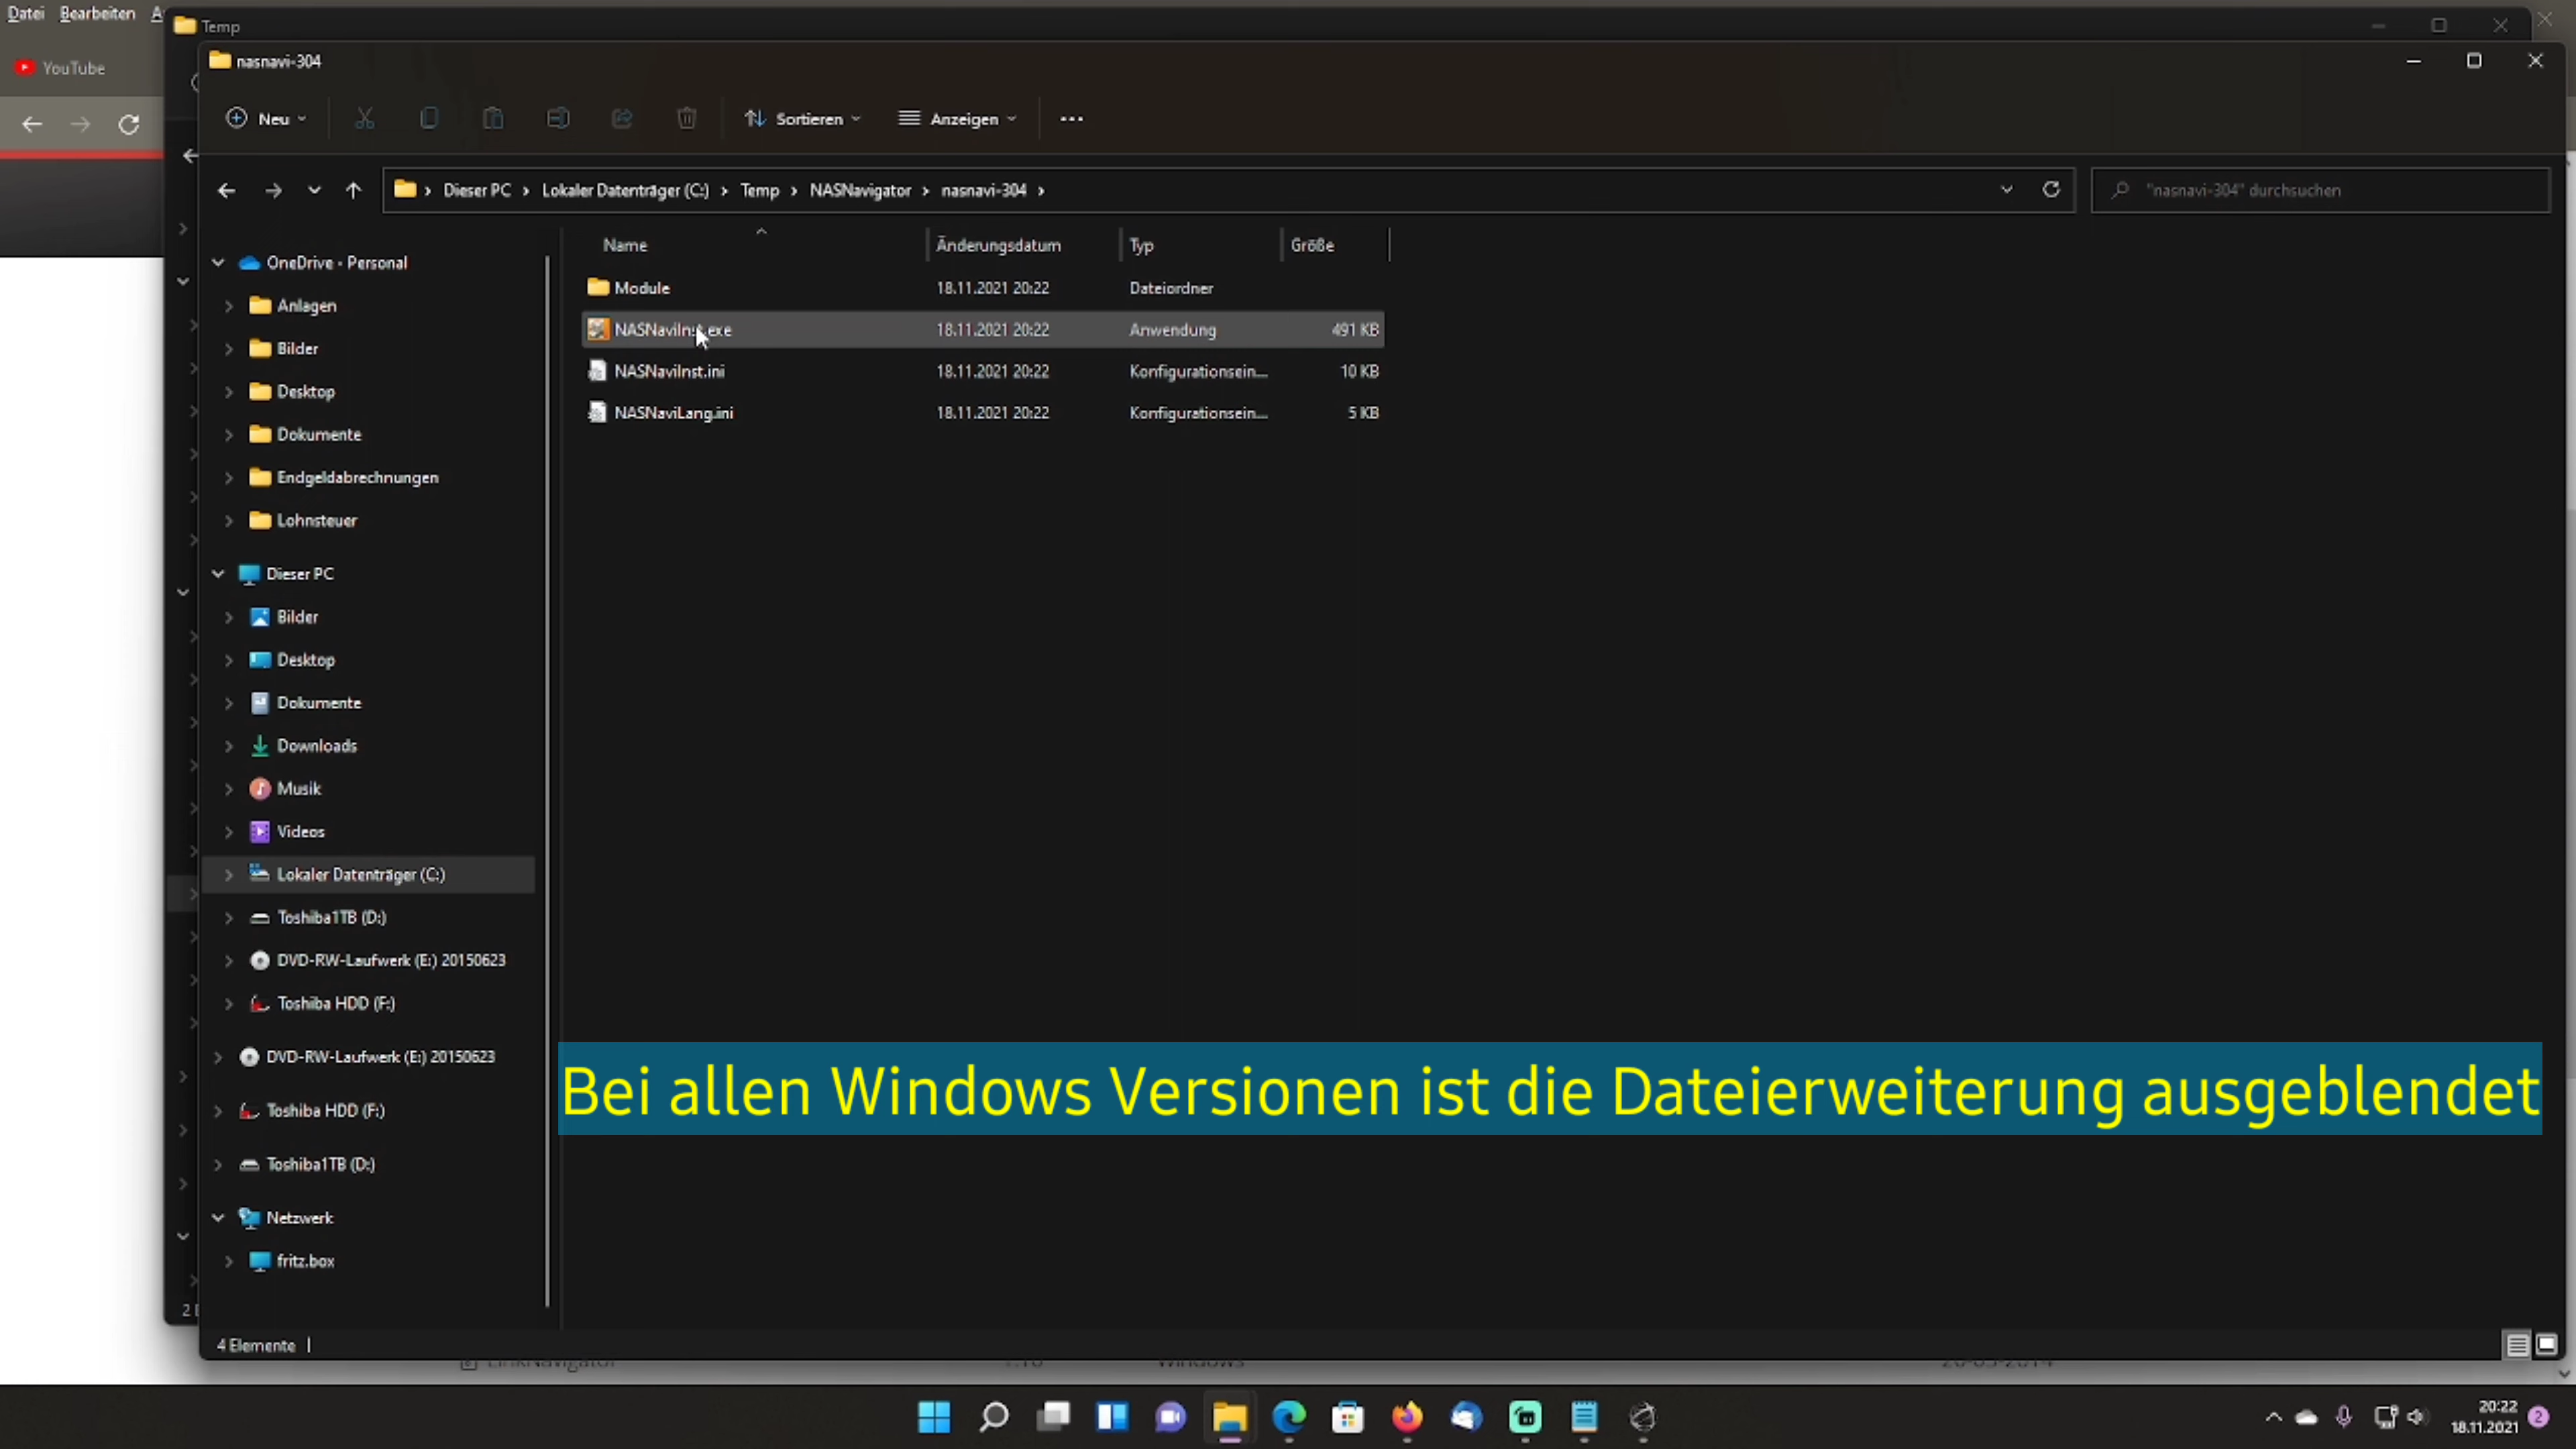 Datei Bearbeiten
Temp
YouTube
nasnavi-304
Neu Sortieren Anzeigen
Dieser PC Lokaler Datenträger (C:) Temp NASNavigator nasnavi-304
"nasnavi-304" durchsuchen
Name Änderungsdatum Typ Größe
Module 18.11.2021 20:22 Dateiordner
NASNaviInst.exe 18.11.2021 20:22 Anwendung 491 KB
NASNaviInst.ini 18.11.2021 20:22 Konfigurationsein... 10 KB
NASNaviLang.ini 18.11.2021 20:22 Konfigurationsein... 5 KB
OneDrive - Personal
Anlagen
Bilder
Desktop
Dokumente
Endgeldabrechnungen
Lohnsteuer
Dieser PC
Bilder
Desktop
Dokumente
Downloads
Musik
Videos
Lokaler Datenträger (C:)
Toshiba1TB (D:)
DVD-RW-Laufwerk (E:) 20150623
Toshiba HDD (F:)
DVD-RW-Laufwerk (E:) 20150623
Toshiba HDD (F:)
Toshiba1TB (D:)
Netzwerk
fritz.box
Bei allen Windows Versionen ist die Dateierweiterung ausgeblendet
4 Elemente
20:22
18.11.2021
2